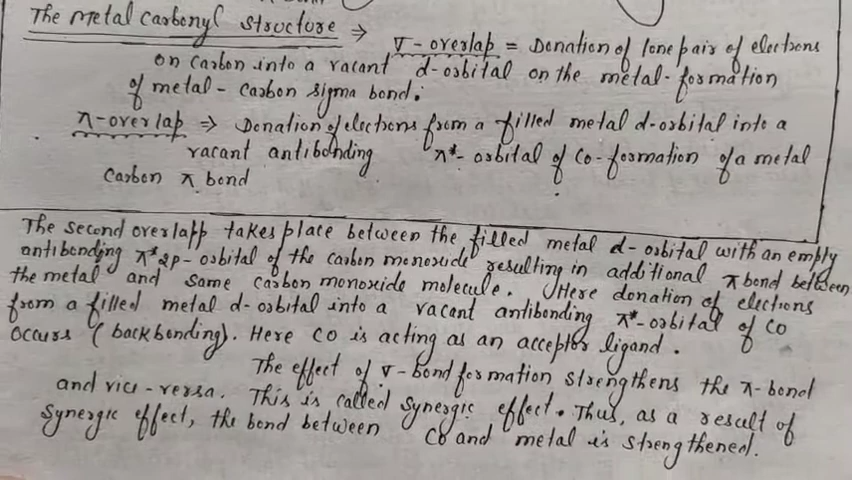 The Metal Carbonyl structure ⇒
σ-overlap = Donation of lone pair of electrons
on carbon into a vacant d-orbital on the metal-formation
of metal-carbon sigma bond.
π-overlap ⇒ Donation of electrons from a filled metal d-orbital into a
vacant antibonding π*-orbital of Co-formation of a metal
Carbon π bond
The second overlapp takes place between the filled metal d-orbital with an empty
antibonding π*2p-orbital of the carbon monoxide resulting in additional π bond between
the metal and same carbon monoxide molecule. Here donation of electrons
from a filled metal d-orbital into a vacant antibonding π*-orbital of CO
occurs (backbonding). Here CO is acting as an acceptor ligand.
The effect of σ-bond formation strengthens the π-bond
and vice-versa. This is called synergic effect. Thus, as a result of
synergic effect, the bond between CO and metal is strengthened.